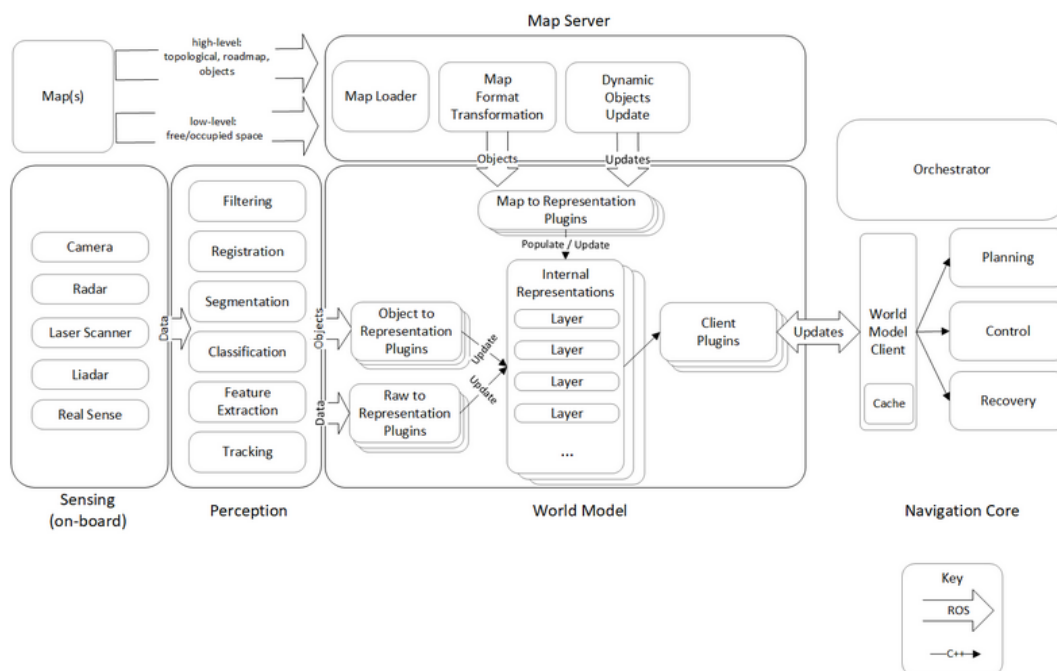 Map Server
high-level:
topological, roadmap,
objects
Map(s)
low-level:
free/occupied space
Map Loader
Map
Format
Transformation
Dynamic
Objects
Update
Objects
Updates
Orchestrator
Filtering
Registration
Segmentation
Classification
Feature
Extraction
Tracking
Camera
Radar
Laser Scanner
Liadar
Real Sense
Data
Objects
Data
Map to Representation
Plugins
Populate / Update
Object to
Representation
Plugins
Raw to
Representation
Plugins
Update
Update
Internal
Representations
Layer
Layer
Layer
Layer
...
Client
Plugins
Updates
World
Model
Client
Cache
Planning
Control
Recovery
Sensing
(on-board)
Perception
World Model
Navigation Core
Key
ROS
C++